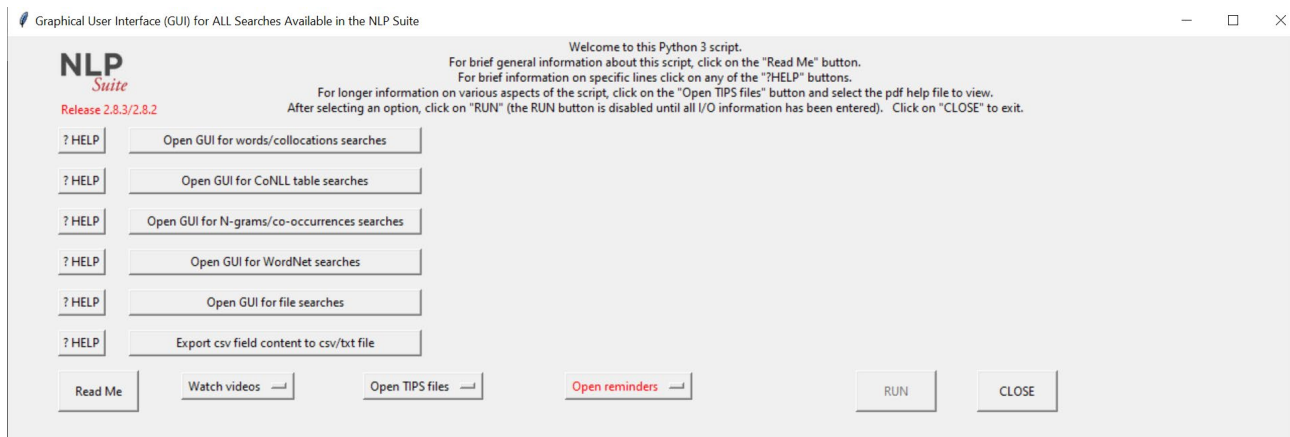 Graphical User Interface (GUI) for ALL Searches Available in the NLP Suite
NLP
Suite
Release 2.8.3/2.8.2
Welcome to this Python 3 script.
For brief general information about this script, click on the "Read Me" button.
For brief information on specific lines click on any of the "?HELP" buttons.
For longer information on various aspects of the script, click on the "Open TIPS files" button and select the pdf help file to view.
After selecting an option, click on "RUN" (the RUN button is disabled until all I/O information has been entered).   Click on "CLOSE" to exit.
? HELP Open GUI for words/collocations searches
? HELP Open GUI for CoNLL table searches
? HELP Open GUI for N-grams/co-occurrences searches
? HELP Open GUI for WordNet searches
? HELP Open GUI for file searches
? HELP Export csv field content to csv/txt file
Read Me Watch videos Open TIPS files Open reminders RUN CLOSE